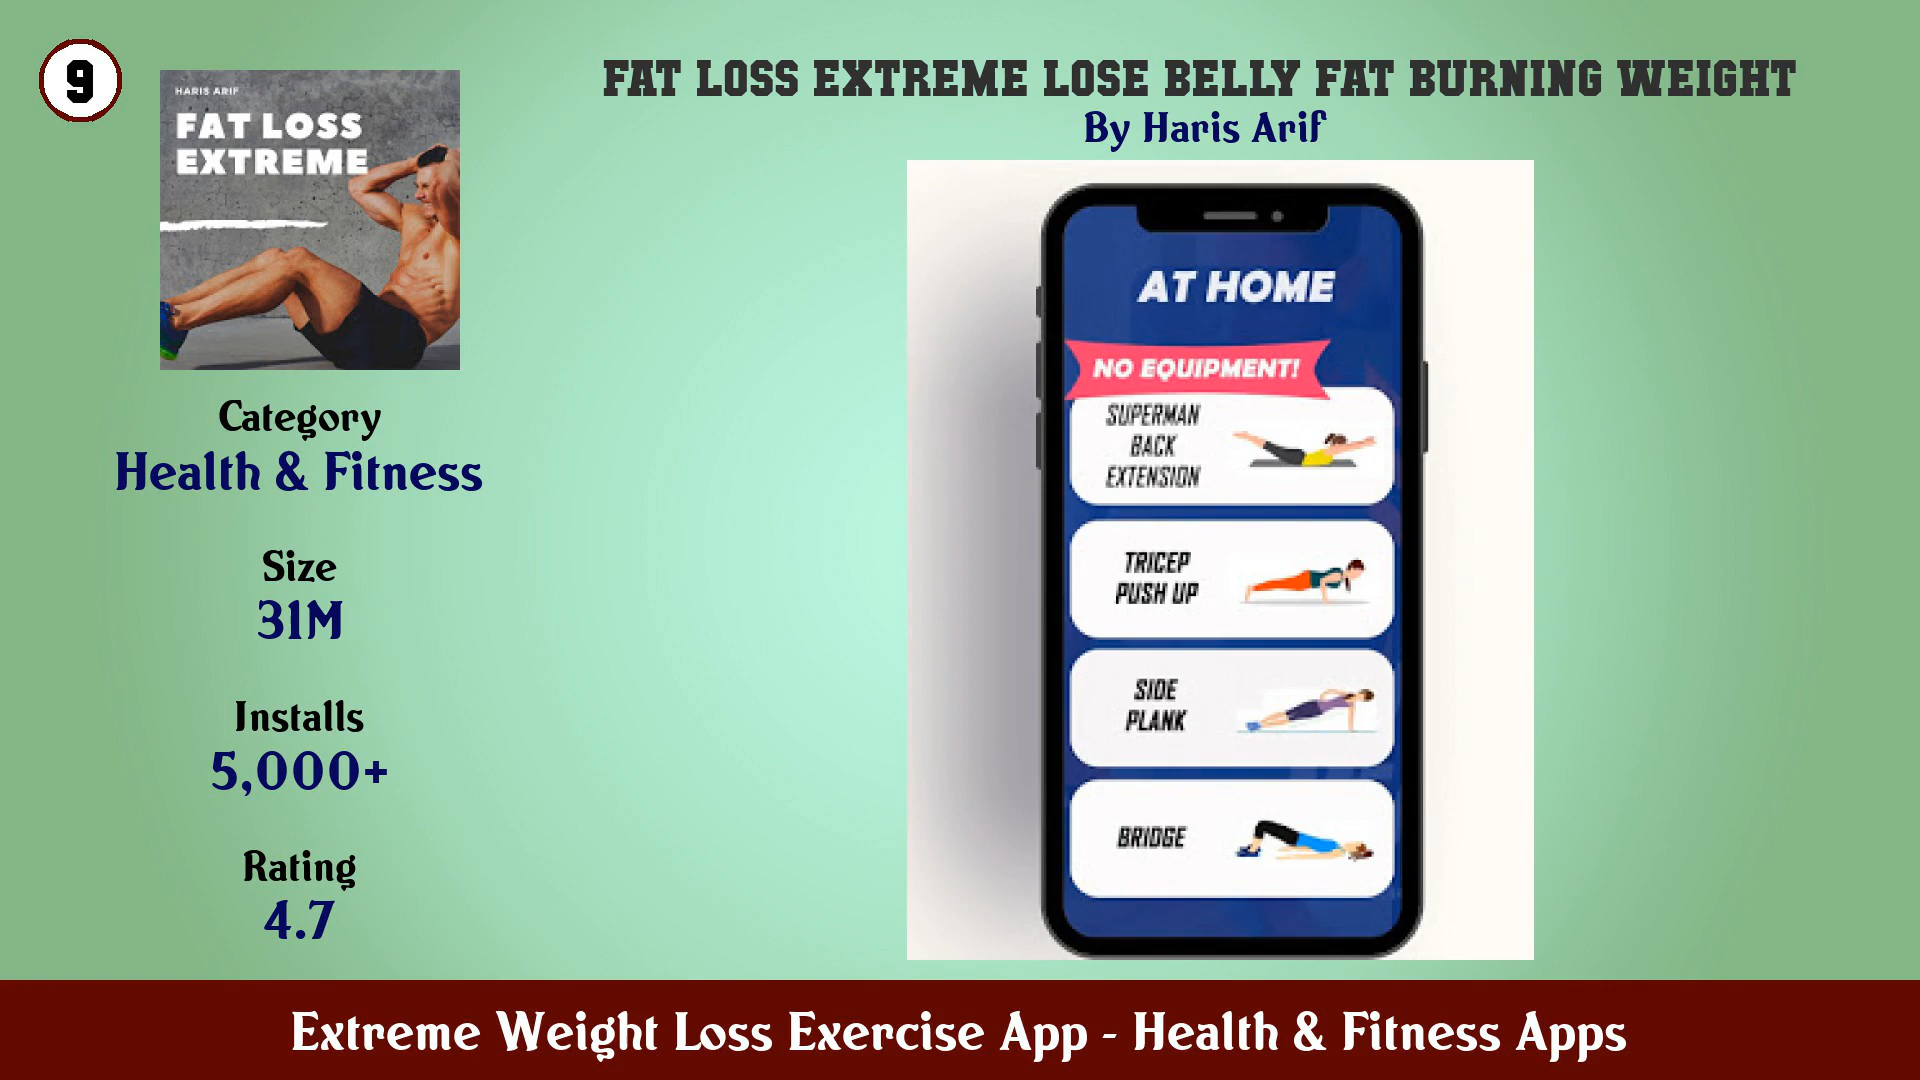 9
HARIS ARIF
FAT LOSS
EXTREME
Category
Health & Fitness
Size
31M
Installs
5,000+
Rating
4.7
FAT LOSS EXTREME LOSE BELLY FAT BURNING WEIGHT
By Haris Arif
AT HOME
NO EQUIPMENT!
SUPERMAN
BACK
EXTENSION
TRICEP
PUSH UP
SIDE
PLANK
BRIDGE
Extreme Weight Loss Exercise App - Health & Fitness Apps